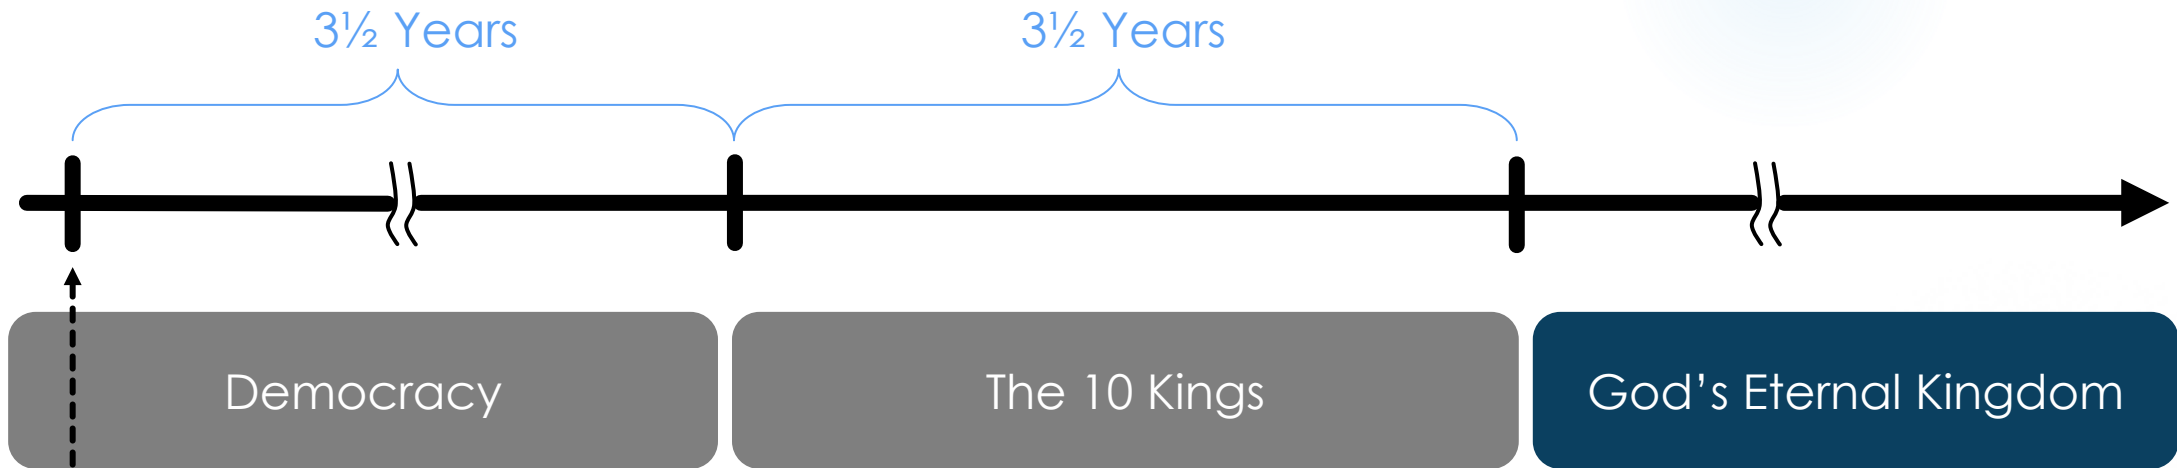 3½ Years
3½ Years
Democracy
The 10 Kings
God’s Eternal Kingdom